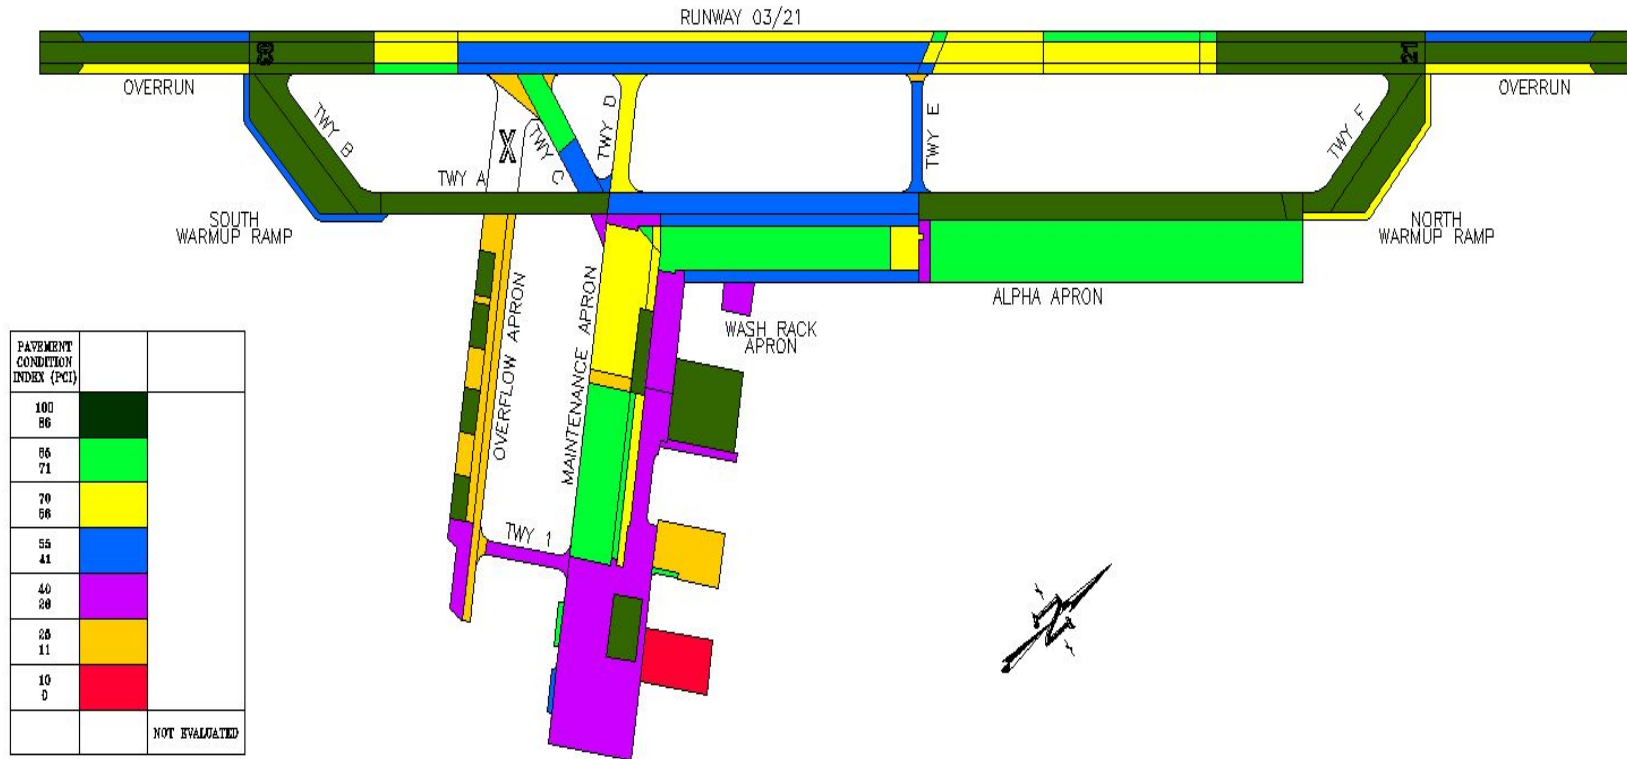 RUNWAY 03/21
03
21
OVERRUN
OVERRUN
TWY B
TWY A
X
TWY C
TWY D
TWY E
TWY F
SOUTH
WARMUP RAMP
NORTH
WARMUP RAMP
OVERFLOW APRON
MAINTENANCE APRON
ALPHA APRON
WASH RACK
APRON
TWY 1
N
PAVEMENT
CONDITION
INDEX (PCI)
100
86
85
71
70
56
55
41
40
26
25
11
10
0
NOT EVALUATED